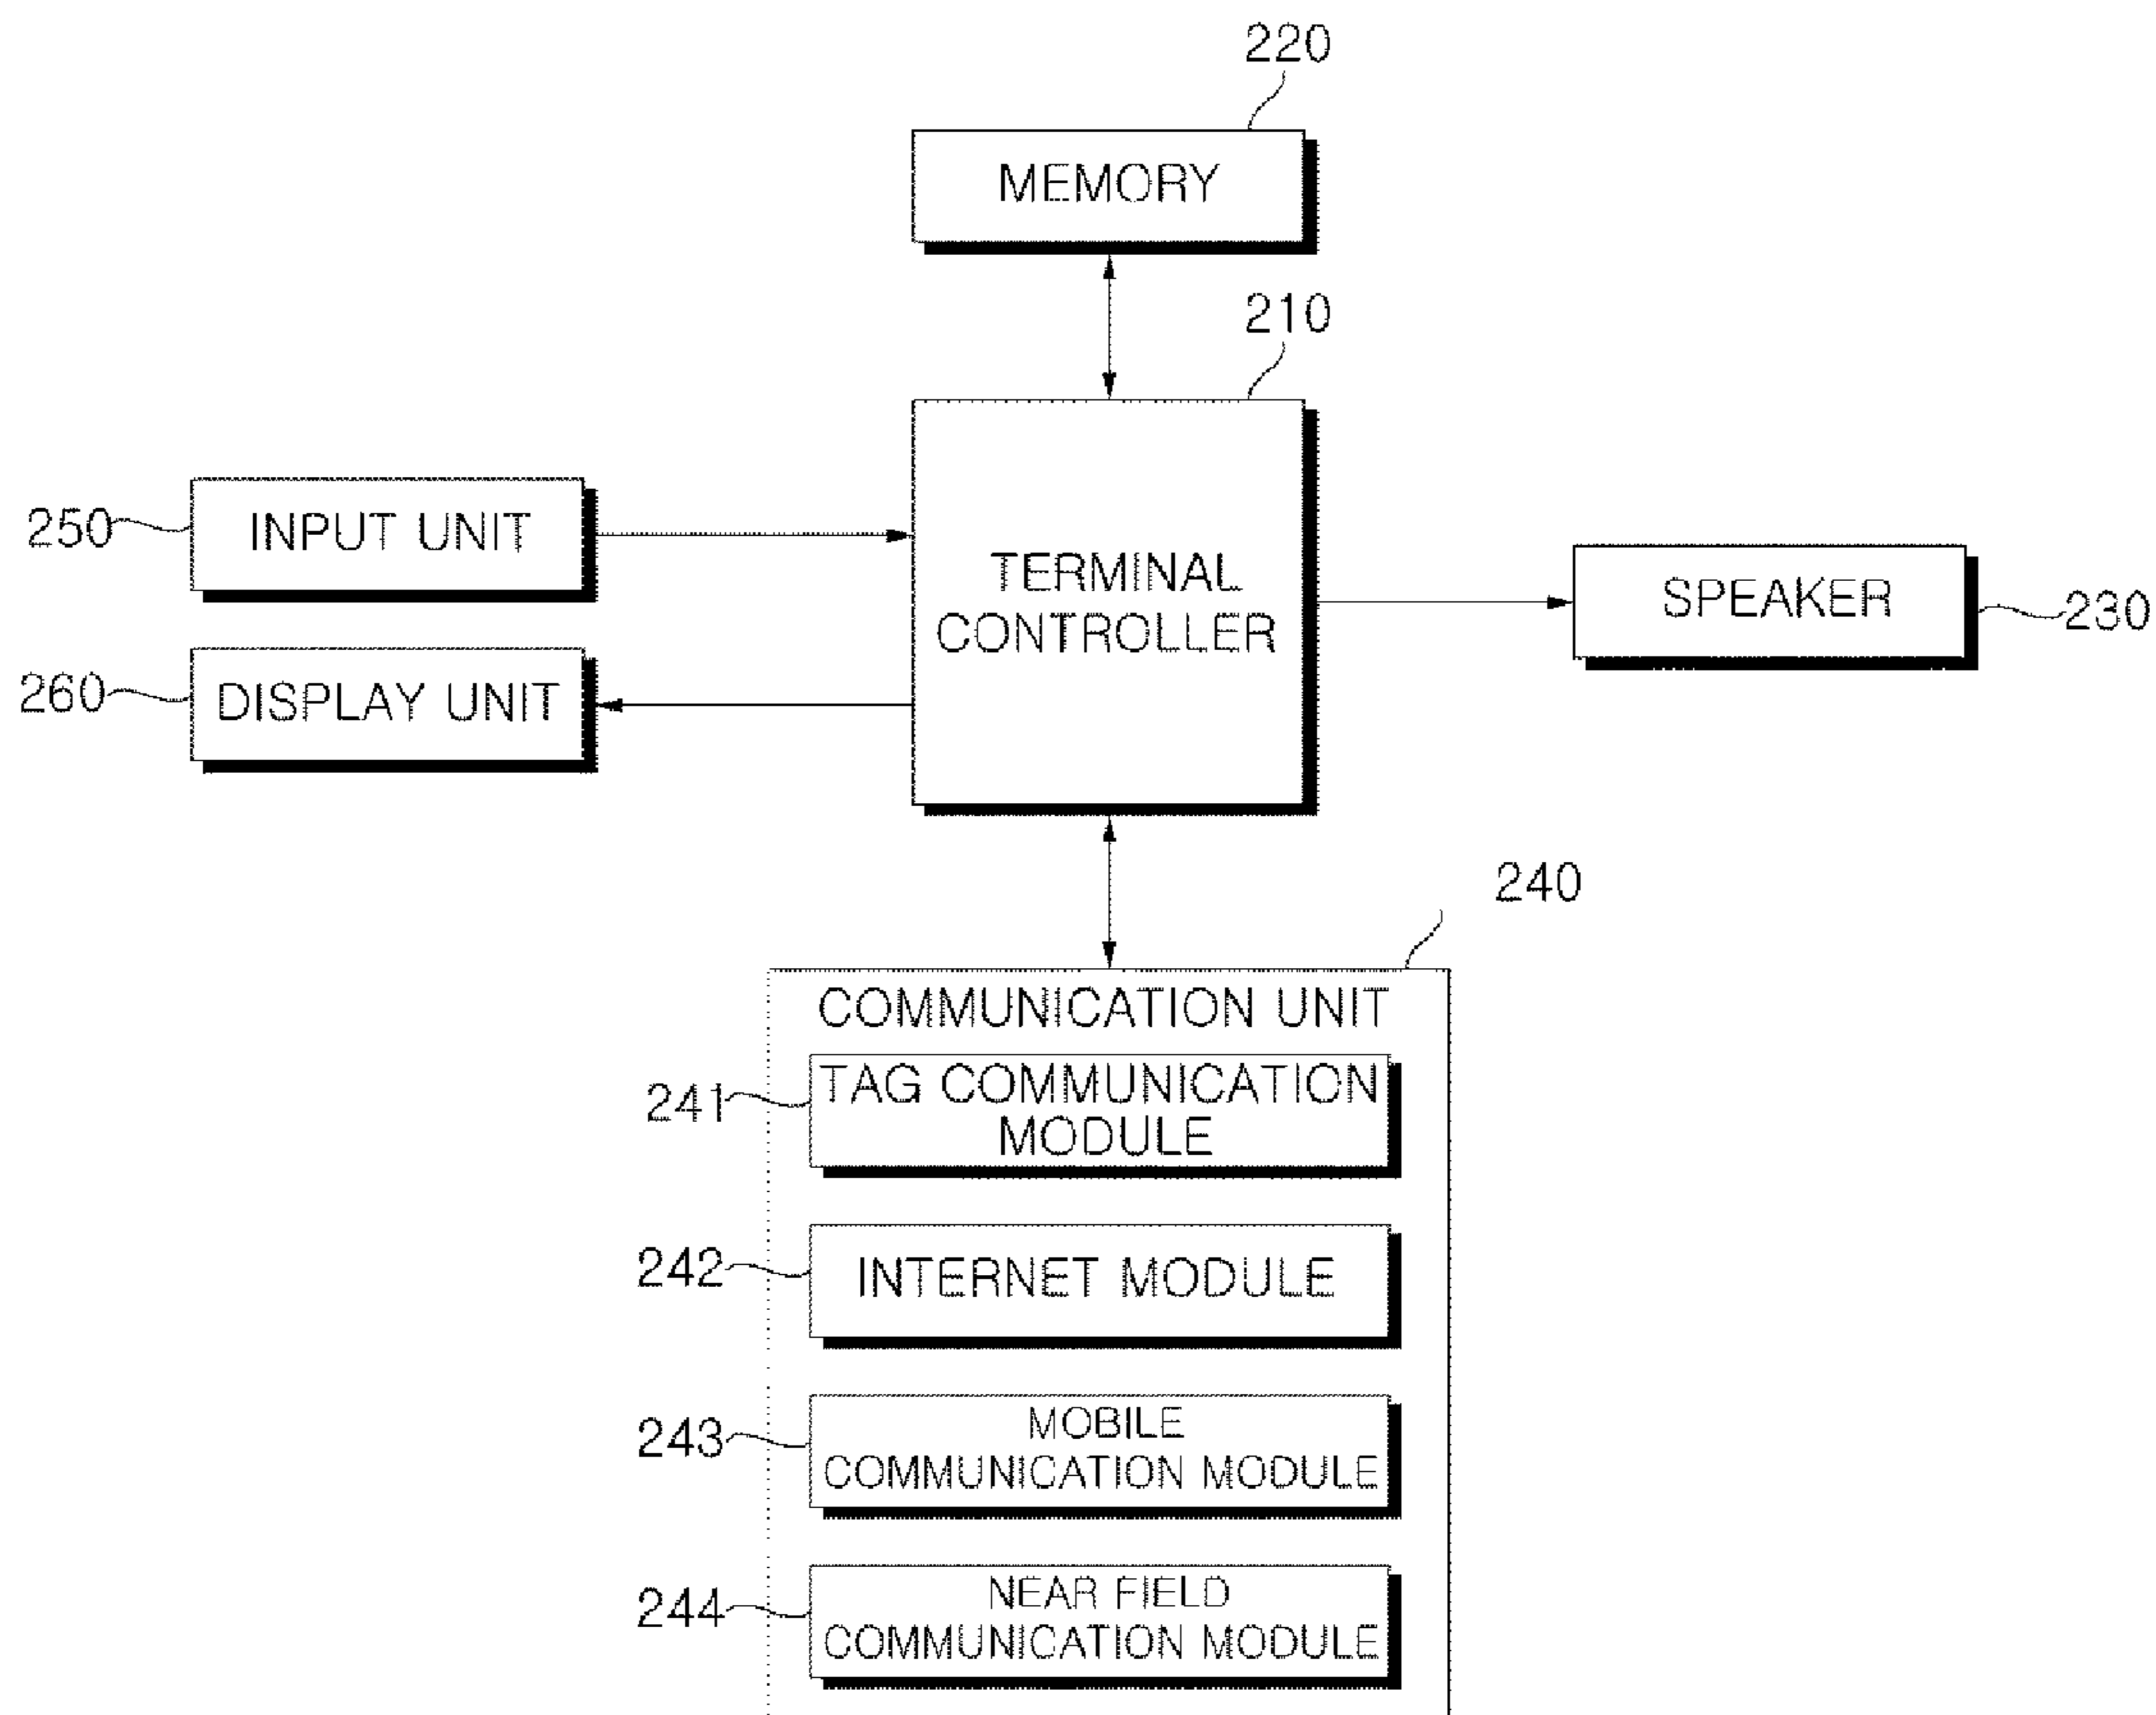 220
MEMORY
210
250
INPUT UNIT
TERMINAL
CONTROLLER
SPEAKER
230
260
DISPLAY UNIT
240
COMMUNICATION UNIT
241
TAG COMMUNICATION
MODULE
242
INTERNET MODULE
243
MOBILE
COMMUNICATION MODULE
244
NEAR FIELD
COMMUNICATION MODULE